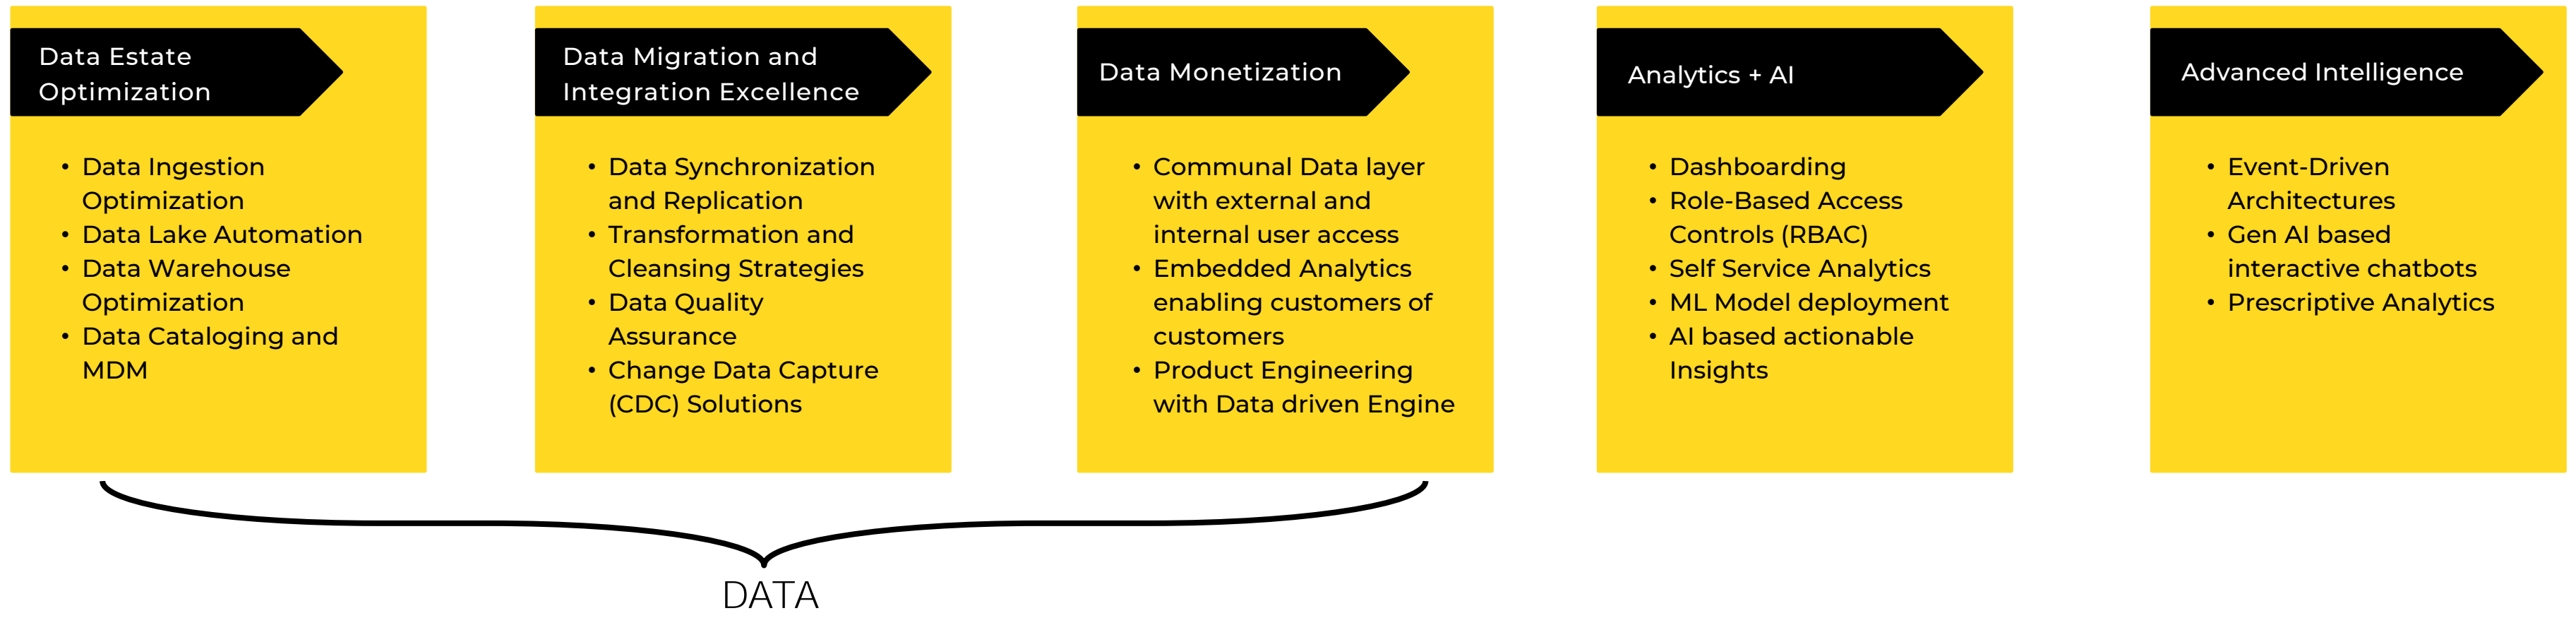 Data Estate
Optimization
• Data Ingestion
Optimization
• Data Lake Automation
• Data Warehouse
Optimization
• Data Cataloging and
MDM
Data Migration and
Integration Excellence
• Data Synchronization
and Replication
• Transformation and
Cleansing Strategies
• Data Quality
Assurance
• Change Data Capture
(CDC) Solutions
Data Monetization
• Communal Data layer
with external and
internal user access
• Embedded Analytics
enabling customers of
customers
• Product Engineering
with Data driven Engine
Analytics + AI
• Dashboarding
• Role-Based Access
Controls (RBAC)
• Self Service Analytics
• ML Model deployment
• AI based actionable
Insights
Advanced Intelligence
• Event-Driven
Architectures
• Gen AI based
interactive chatbots
• Prescriptive Analytics
DATA